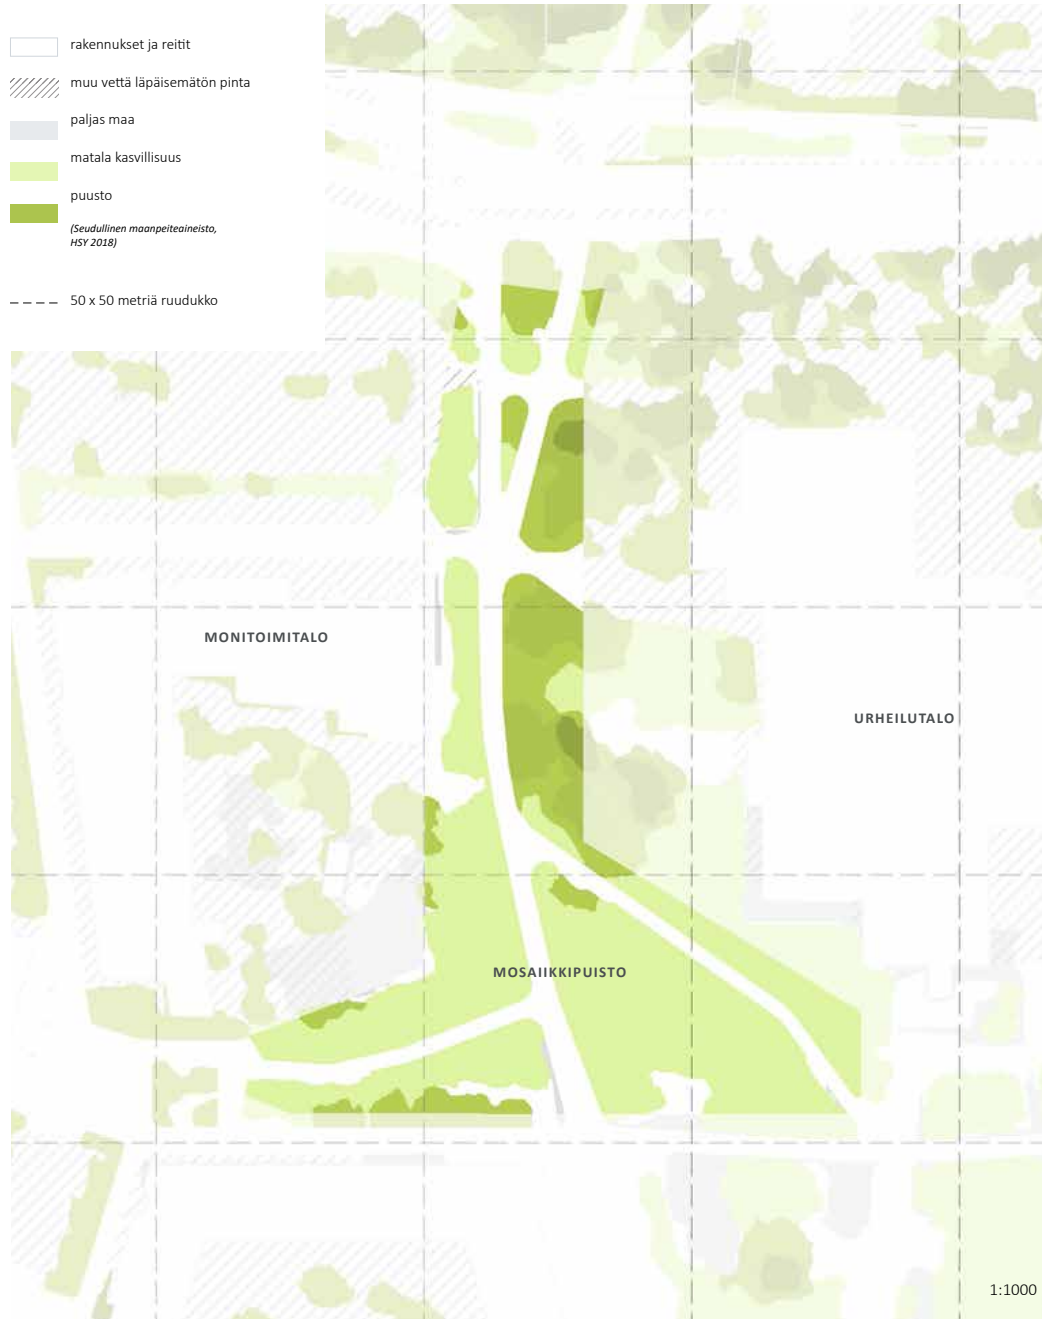 rakennukset ja reitit
muu vettä läpäisemätön pinta
paljas maa
matala kasvillisuus
puusto
(Seudullinen maanpeiteaineisto,
HSY 2018)
50 x 50 metriä ruudukko
MONITOIMITALO
URHEILUTALO
MOSAIIKKIPUISTO
1:1000